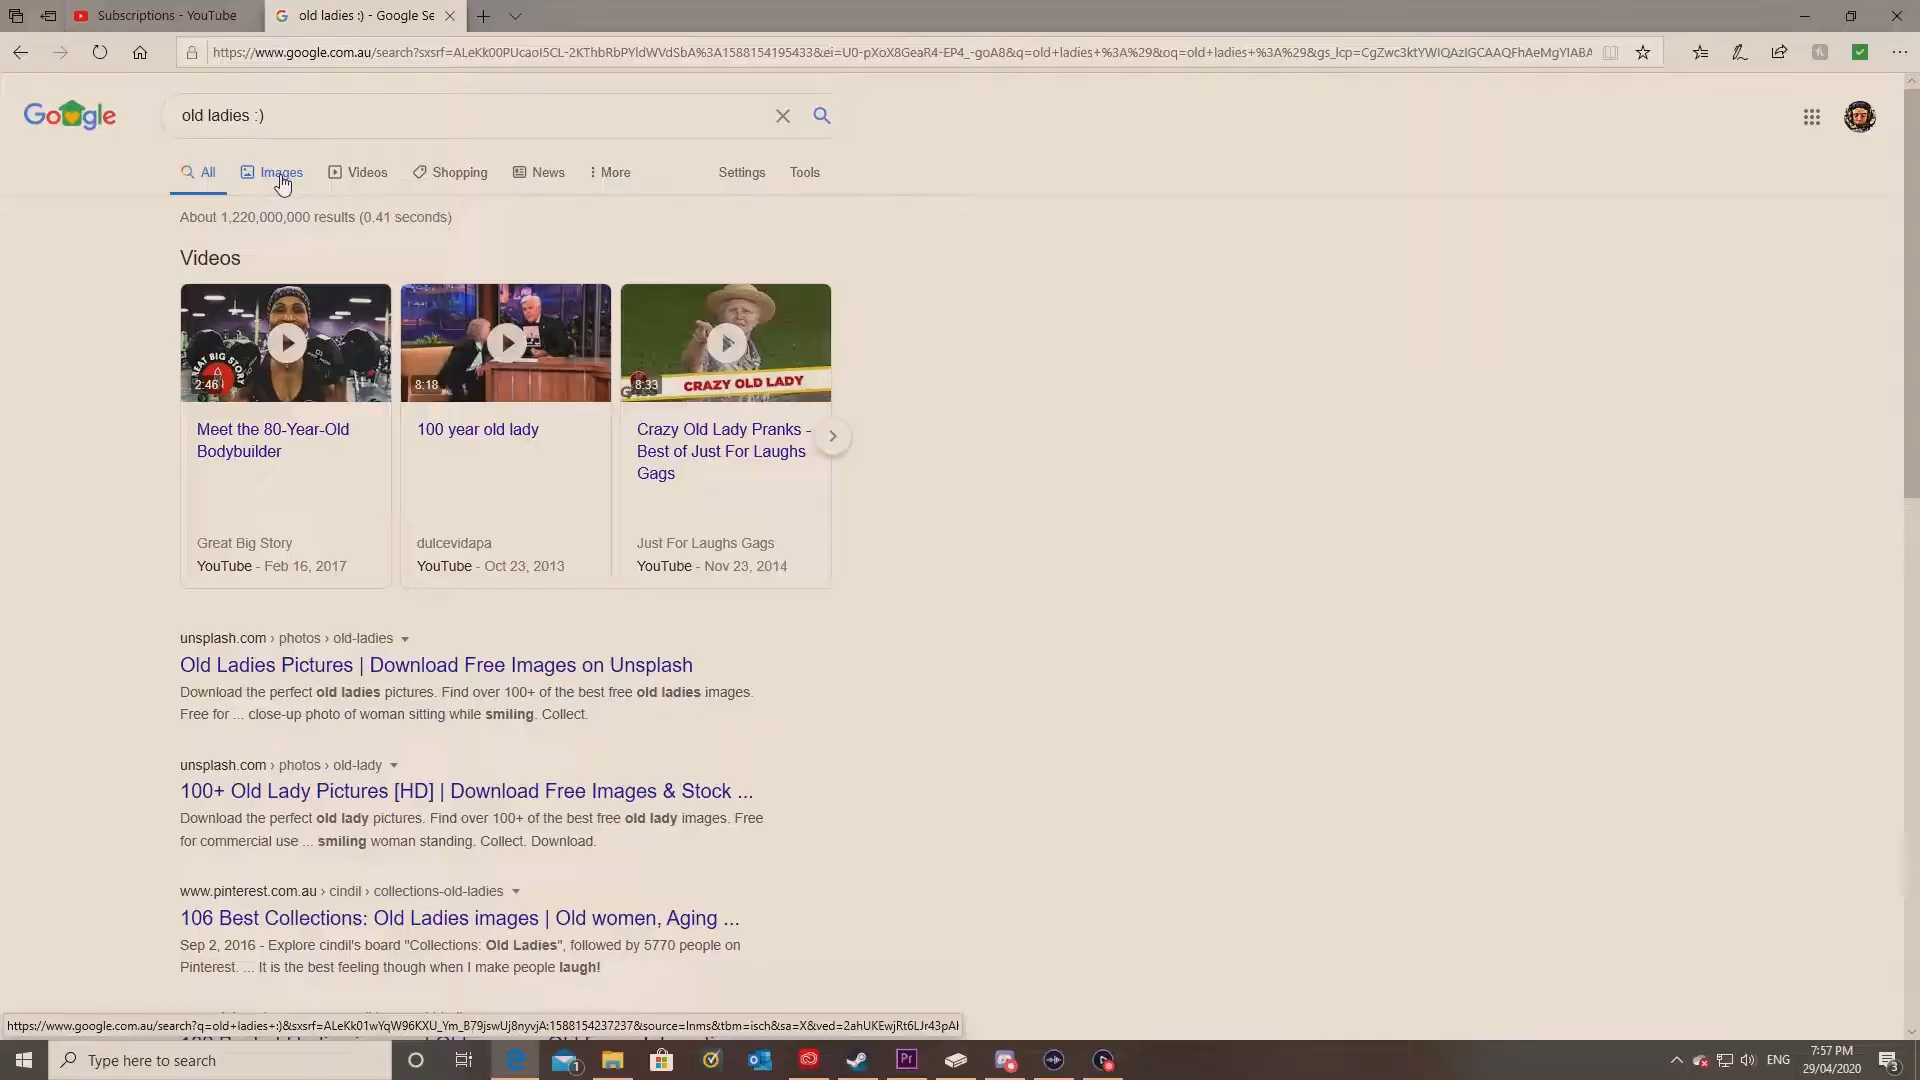 Subscriptions - YouTube
old ladies :) - Google Se
https://www.google.com.au/search?sxsrf=ALeKk00PUcaoI5CL-2KThbRbPYldWVdSbA%3A1588154195433&ei=U0-pXoX8GeaR4-EP4_-goA8&q=old+ladies+%3A%29&oq=old+ladies+%3A%29&gs_lcp=CgZwc3ktYWIQAzIGCAAQFhAeMgYIABA
Google
old ladies :)
All
Images
Videos
Shopping
News
More
Settings
Tools
About 1,220,000,000 results (0.41 seconds)
Videos
GREAT BIG STORY
2:46
8:18
8:33
CRAZY OLD LADY
Meet the 80-Year-Old
Bodybuilder
Great Big Story
YouTube - Feb 16, 2017
100 year old lady
dulcevidapa
YouTube - Oct 23, 2013
Crazy Old Lady Pranks -
Best of Just For Laughs
Gags
Just For Laughs Gags
YouTube - Nov 23, 2014
unsplash.com › photos › old-ladies
Old Ladies Pictures | Download Free Images on Unsplash
Download the perfect old ladies pictures. Find over 100+ of the best free old ladies images.
Free for ... close-up photo of woman sitting while smiling. Collect.
unsplash.com › photos › old-lady
100+ Old Lady Pictures [HD] | Download Free Images & Stock ...
Download the perfect old lady pictures. Find over 100+ of the best free old lady images. Free
for commercial use ... smiling woman standing. Collect. Download.
www.pinterest.com.au › cindil › collections-old-ladies
106 Best Collections: Old Ladies images | Old women, Aging ...
Sep 2, 2016 - Explore cindil's board "Collections: Old Ladies", followed by 5770 people on
Pinterest. ... It is the best feeling though when I make people laugh!
https://www.google.com.au/search?q=old+ladies+:)&sxsrf=ALeKk01wYqW96KXU_Ym_B79jswUj8nyvjA:1588154237237&source=lnms&tbm=isch&sa=X&ved=2ahUKEwjRt6LJr43pAl
Type here to search
1
Pr
ENG
7:57 PM
29/04/2020
3